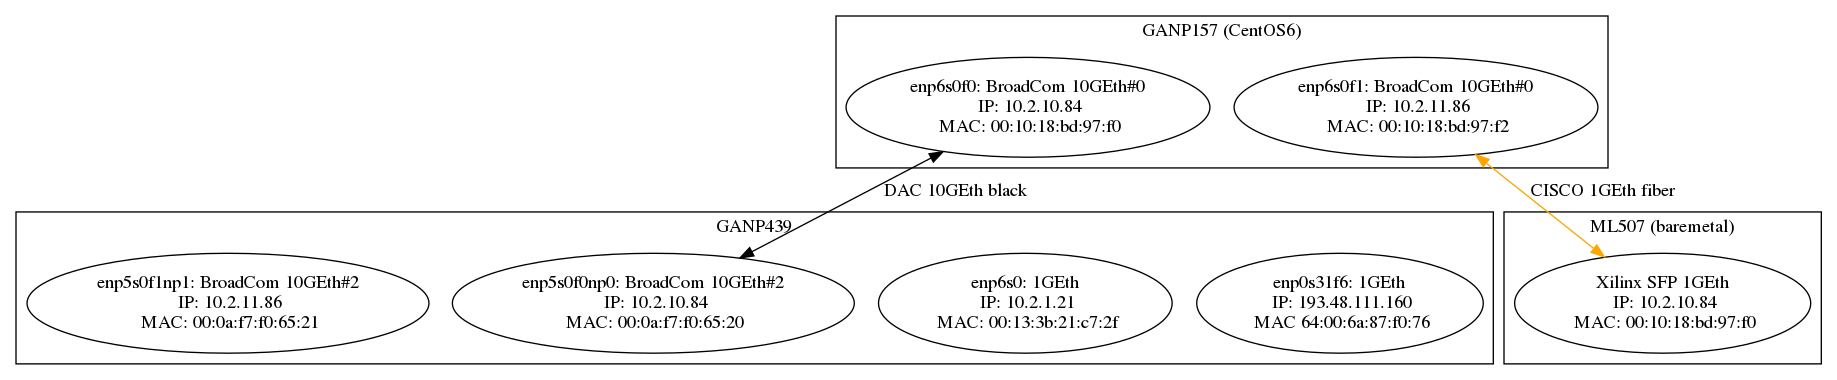 GANP157 (CentOS6)
enp6s0f0: BroadCom 10GEth#0
IP: 10.2.10.84
MAC: 00:10:18:bd:97:f0
enp6s0f1: BroadCom 10GEth#0
IP: 10.2.11.86
MAC: 00:10:18:bd:97:f2
DAC 10GEth black
CISCO 1GEth fiber
GANP439
enp5s0f1np1: BroadCom 10GEth#2
IP: 10.2.11.86
MAC: 00:0a:f7:f0:65:21
enp5s0f0np0: BroadCom 10GEth#2
IP: 10.2.10.84
MAC: 00:0a:f7:f0:65:20
enp6s0: 1GEth
IP: 10.2.1.21
MAC: 00:13:3b:21:c7:2f
enp0s31f6: 1GEth
IP: 193.48.111.160
MAC 64:00:6a:87:f0:76
ML507 (baremetal)
Xilinx SFP 1GEth
IP: 10.2.10.84
MAC: 00:10:18:bd:97:f0